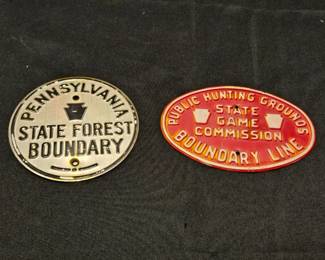 PENNSYLVANIA
STATE FOREST
BOUNDARY
PUBLIC HUNTING GROUNDS
STATE
GAME
COMMISSION
BOUNDARY LINE